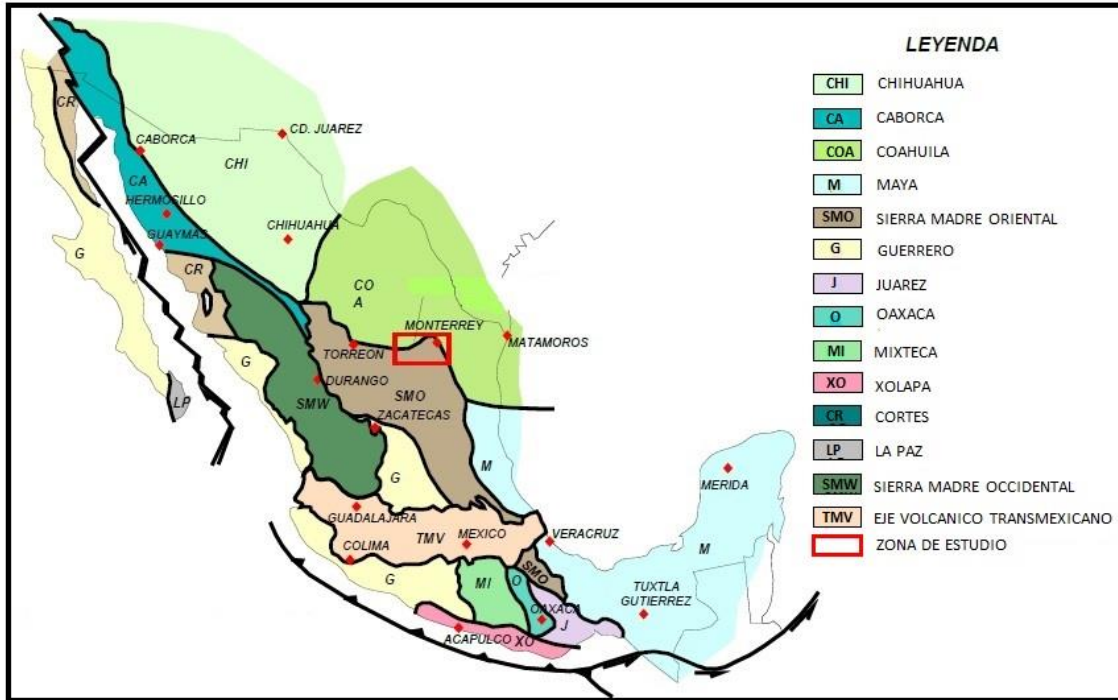 LEYENDA
CHI CHIHUAHUA
CA CABORCA
COA COAHUILA
M MAYA
SMO SIERRA MADRE ORIENTAL
G GUERRERO
J JUAREZ
O OAXACA
MI MIXTECA
XO XOLAPA
CR CORTES
LP LA PAZ
SMW SIERRA MADRE OCCIDENTAL
TMV EJE VOLCANICO TRANSMEXICANO
ZONA DE ESTUDIO
CR
CABORCA
CD. JUAREZ
CHI
CA
HERMOSILLO
GUAYMAS
CHIHUAHUA
G
CR
CO
A
MONTERREY
MATAMOROS
TORREON
G
DURANGO
LP
SMW
SMO
ZACATECAS
G
M
MERIDA
GUADALAJARA
TMV
MEXICO
VERACRUZ
COLIMA
M
G
MI
O
SMO
TUXTLA
GUTIERREZ
OAXACA
J
ACAPULCO
XO